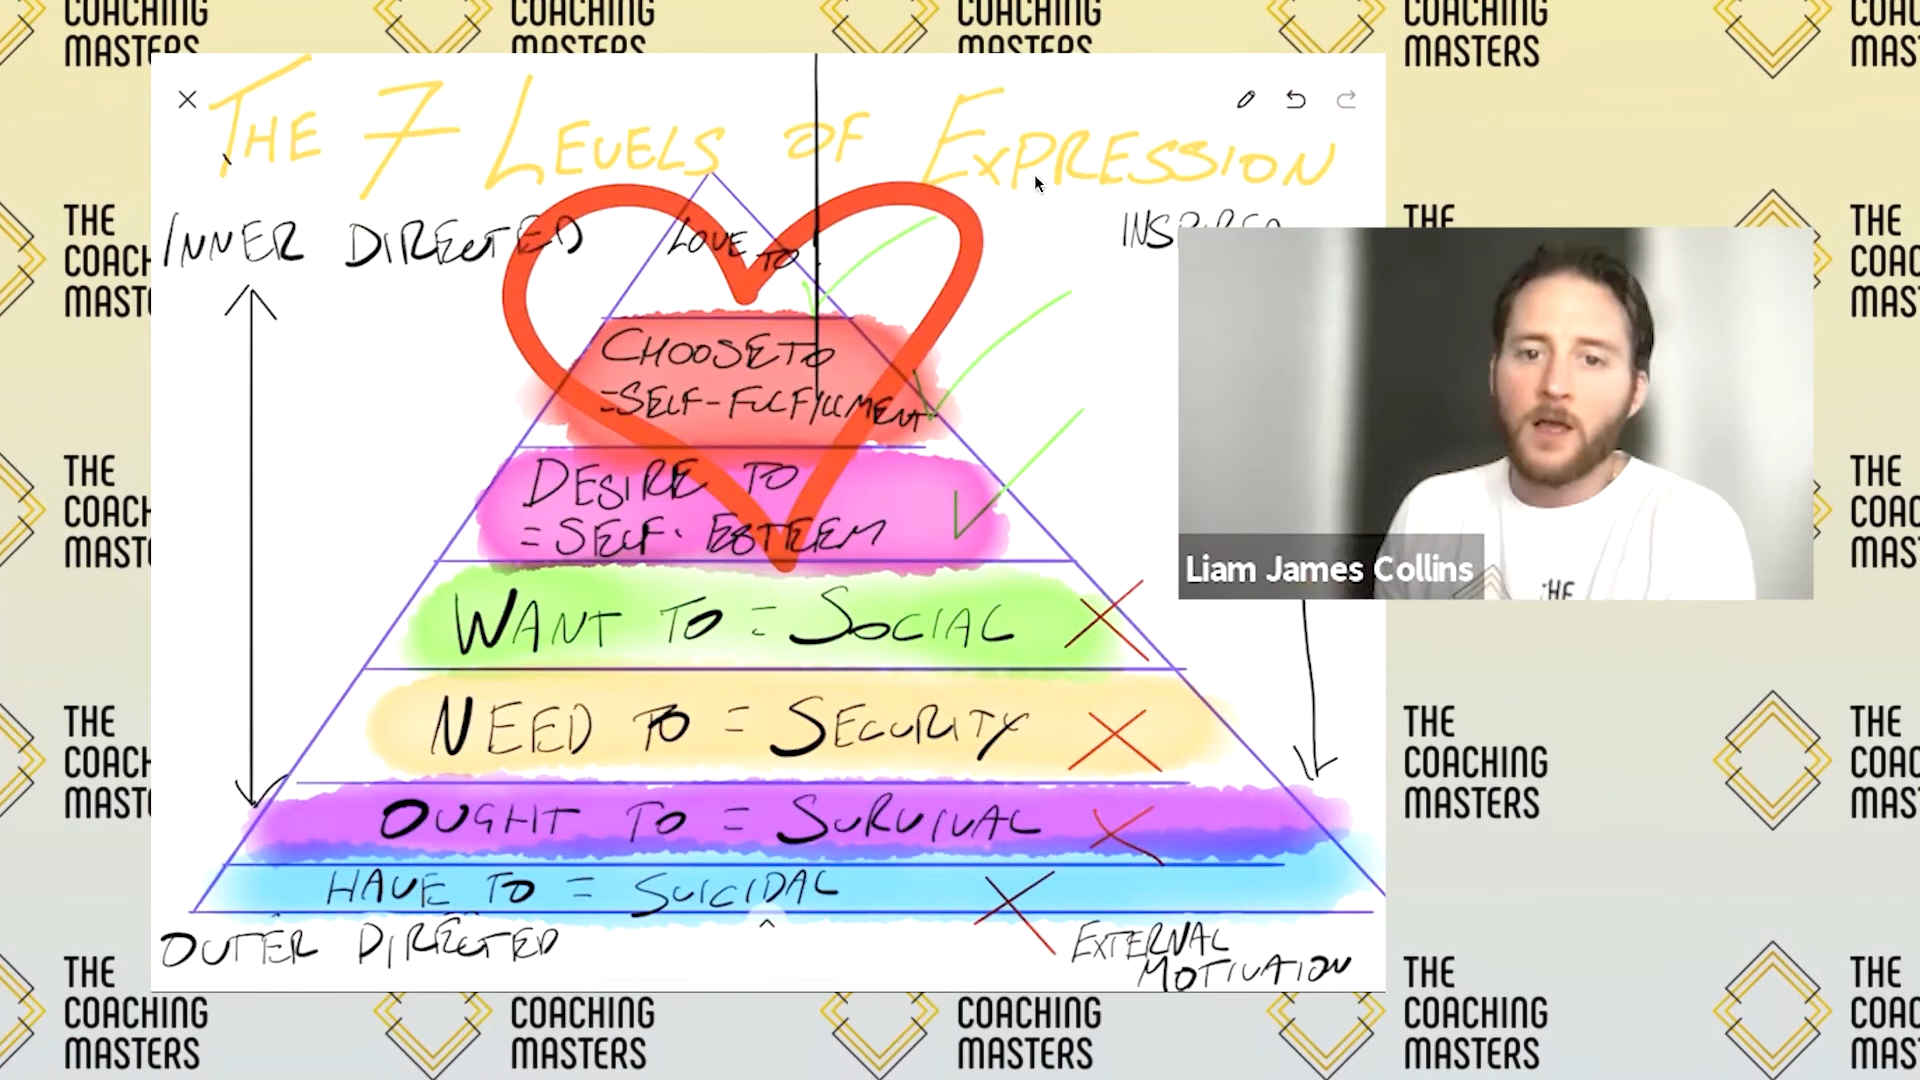 THE 7 LEVELS OF EXPRESSION
INNER DIRECTED
LOVE TO!
CHOOSE TO
=SELF-FULFILLMENT
DESIRE TO
= SELF. ESTEEM
WANT TO = SOCIAL
NEED TO = SECURITY
OUGHT TO = SURVIVAL
HAVE TO = SUICIDAL
OUTER DIRECTED
EXTERNAL
MOTIVATION
Liam James Collins
THE
THE
COACHING
MASTERS